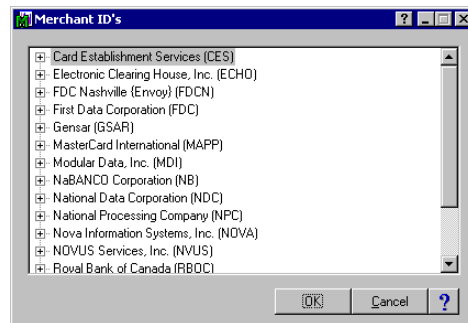 Merchant ID's
Card Establishment Services (CES)
Electronic Clearing House, Inc. (ECHO)
FDC Nashville {Envoy} (FDCN)
First Data Corporation (FDC)
Gensar (GSAR)
MasterCard International (MAPP)
Modular Data, Inc. (MDI)
NaBANCO Corporation (NB)
National Data Corporation (NDC)
National Processing Company (NPC)
Nova Information Systems, Inc. (NOVA)
NOVUS Services, Inc. (NVUS)
Royal Bank of Canada (RBOC)
OK Cancel ?